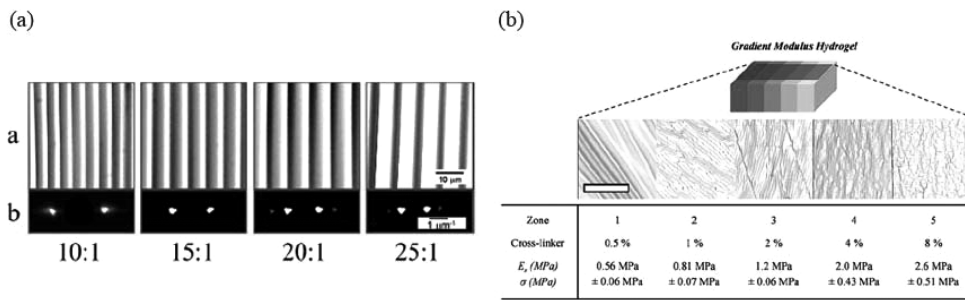 (a)
a
10 μm
b
1 μm⁻¹
10:1 15:1 20:1 25:1
(b)
Gradient Modulus Hydrogel
Zone 1 2 3 4 5
Cross-linker 0.5 % 1 % 2 % 4 % 8 %
Es (MPa) 0.56 MPa 0.81 MPa 1.2 MPa 2.0 MPa 2.6 MPa
σ (MPa) ± 0.06 MPa ± 0.07 MPa ± 0.06 MPa ± 0.43 MPa ± 0.51 MPa